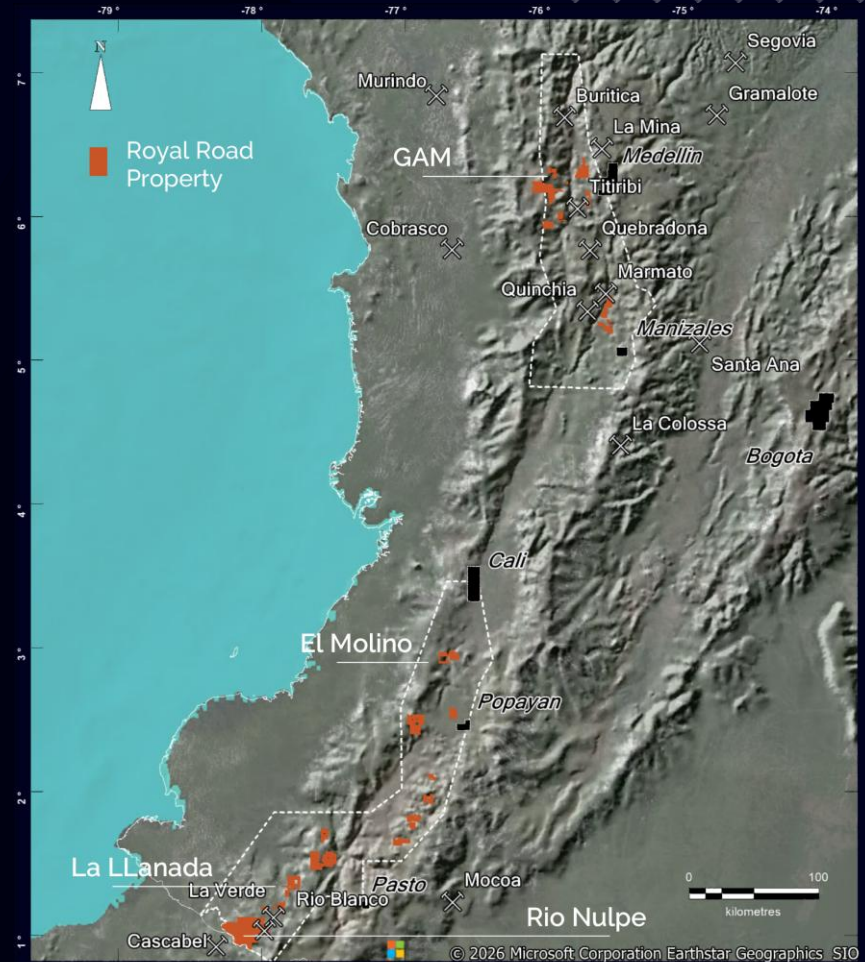 -79°
-78°
-77°
-76°
-75°
-74°
N
Segovia
7°
Murindo
Buritica
Gramalote
Royal Road
Property
La Mina
GAM
Medellin
Titiribi
6°
Cobrasco
Quebradona
Marmato
Quinchia
Manizales
5°
Santa Ana
La Colossa
Bogota
4°
Cali
3°
El Molino
Popayan
2°
La LLanada
La Verde
Pasto
Mocoa
Rio Blanco
0
100
kilometres
Rio Nulpe
1°
Cascabel
© 2026 Microsoft Corporation Earthstar Geographics SIO